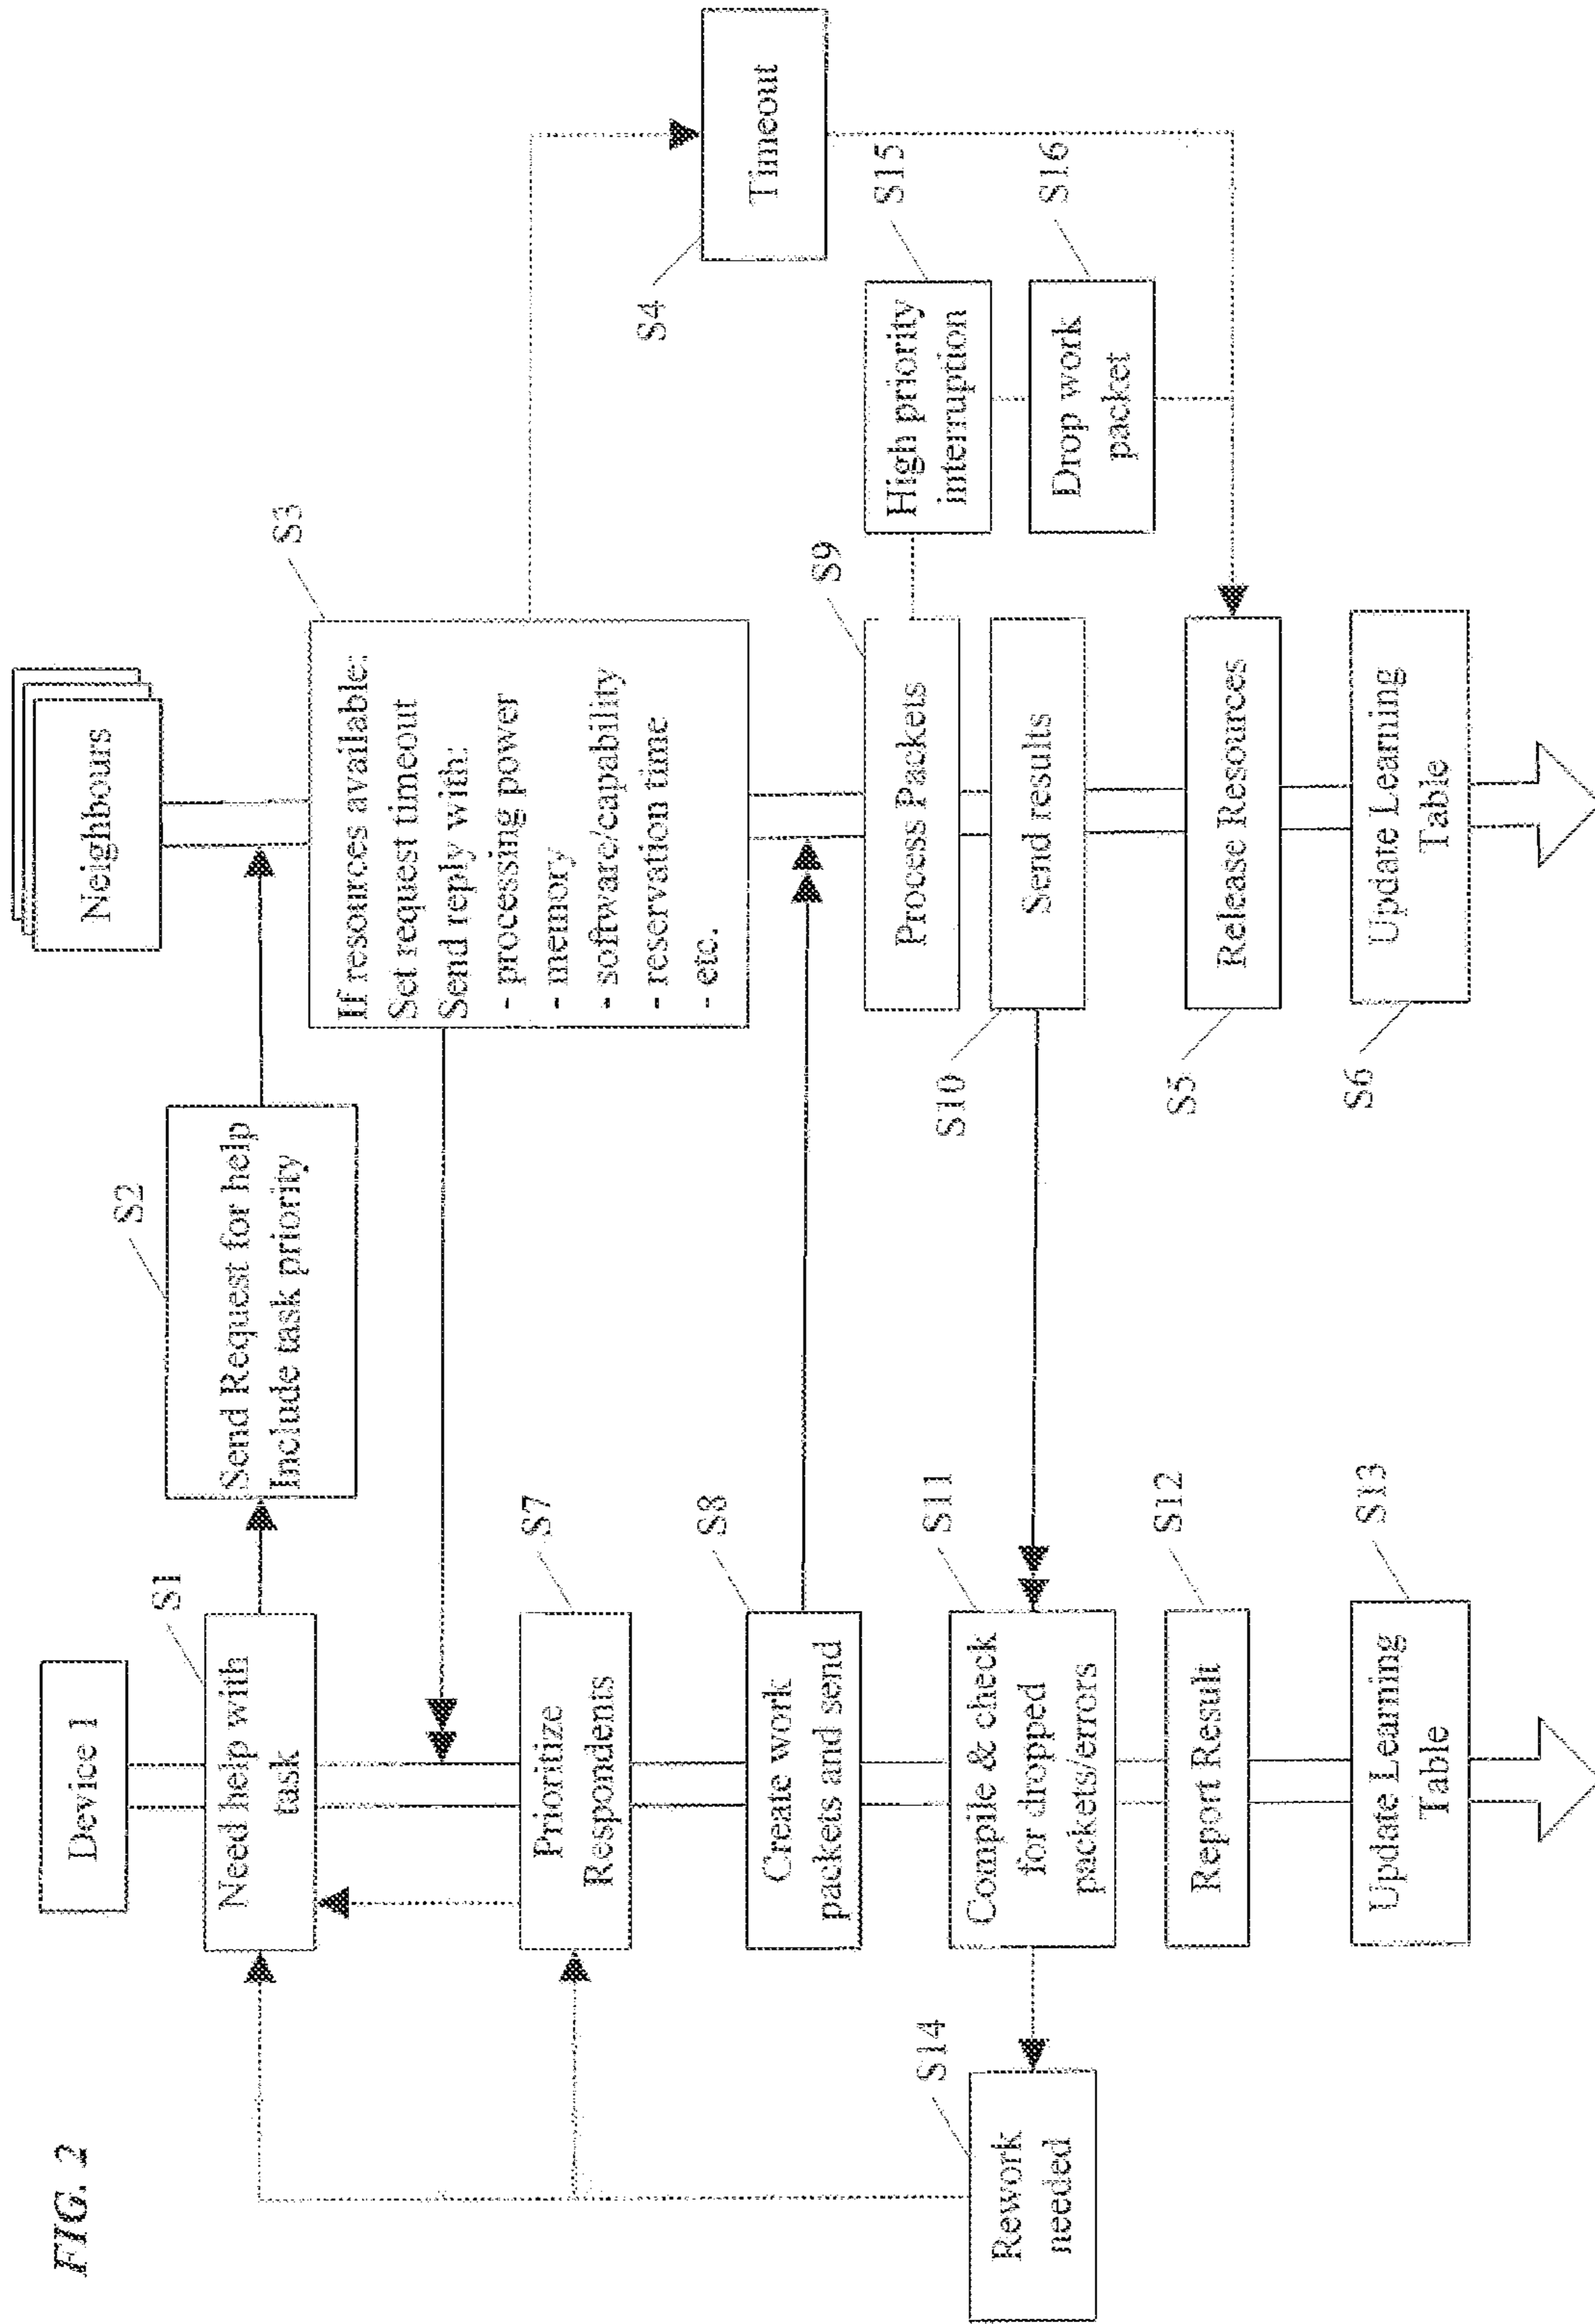 FIG. 2
Device 1
Neighbours
S1
Need help with
task
S2
Send Request for help
Include task priority
S3
If resources available:
Set request timeout
Send reply with:
- processing power
- memory
- software/capability
- reservation time
- etc.
S4
Timeout
S7
Prioritize
Respondents
S8
Create work
packets and send
S9
Process Packets
S15
High priority
interruption
S16
Drop work
packet
S10
Send results
S11
Compile & check
for dropped
packets/errors
S14
Rework
needed
S12
Report Result
S5
Release Resources
S13
Update Learning
Table
S6
Update Learning
Table